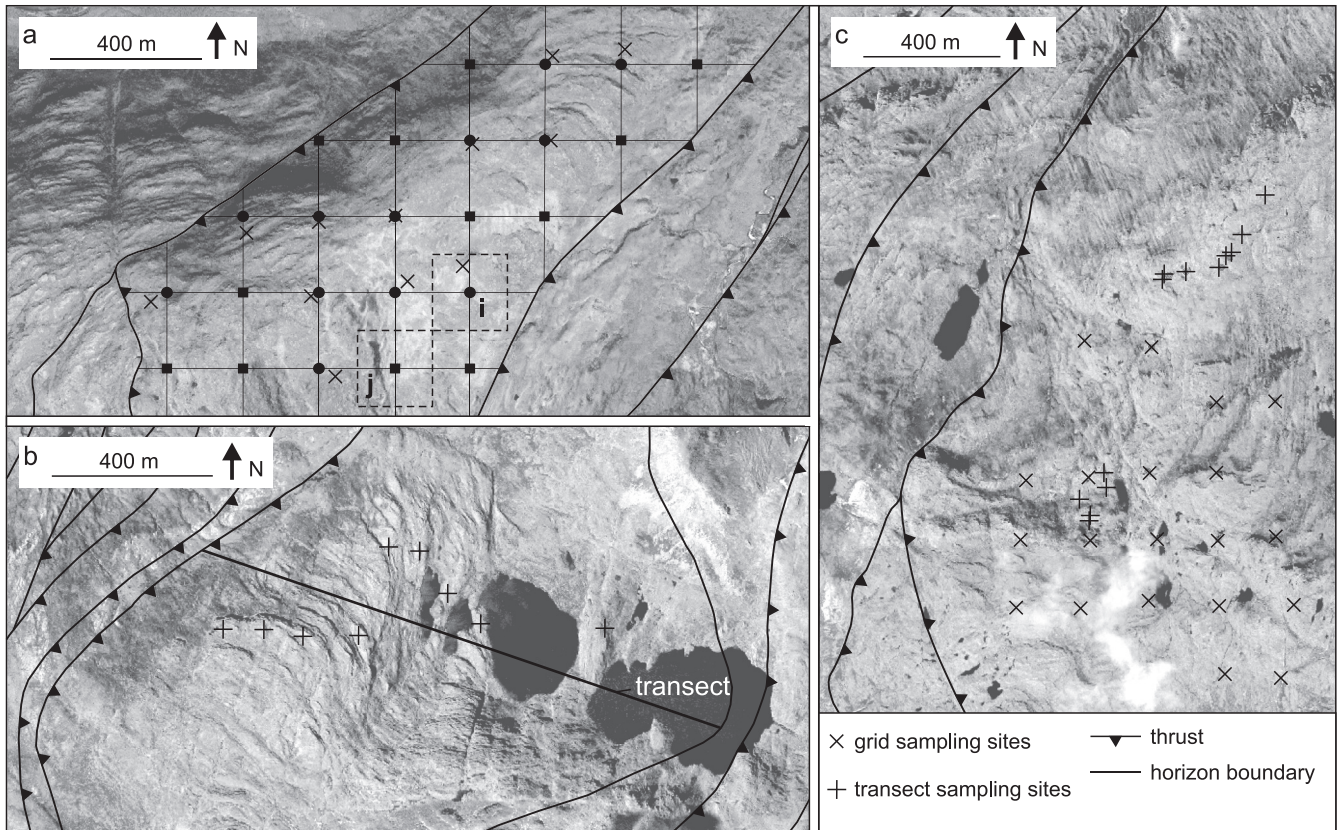 a
400 m
N
i
j
b
400 m
N
transect
c
400 m
N
grid sampling sites
transect sampling sites
thrust
horizon boundary